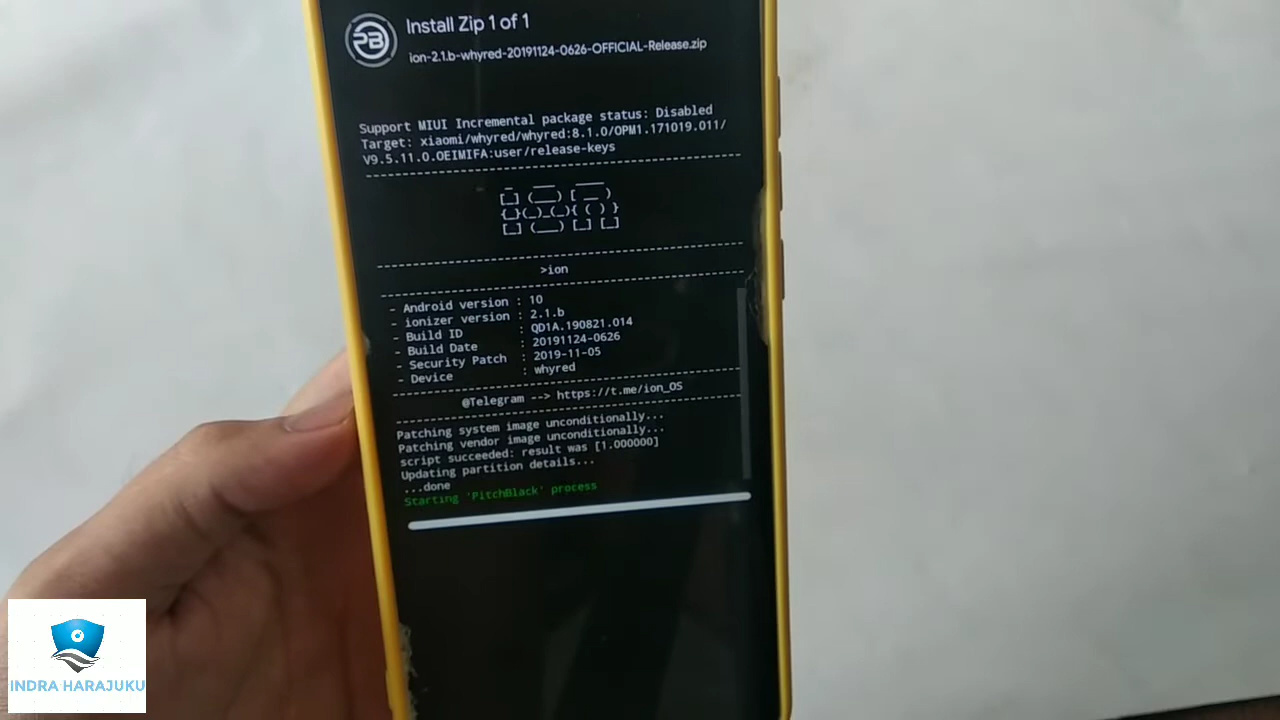 Install Zip 1 of 1
ion-2.1.b-whyred-20191124-0626-OFFICIAL-Release.zip
Support MIUI Incremental package status: Disabled
Target: xiaomi/whyred/whyred:8.1.0/OPM1.171019.011/
V9.5.11.0.OEIMIFA:user/release-keys
>ion
- Android version : 10
- ionizer version : 2.1.b
- Build ID : QD1A.190821.014
- Build Date : 20191124-0626
- Security Patch : 2019-11-05
- Device : whyred
@Telegram --> https://t.me/ion_OS
Patching system image unconditionally...
Patching vendor image unconditionally...
script succeeded: result was [1.000000]
Updating partition details...
...done
Starting 'PitchBlack' process
INDRA HARAJUKU